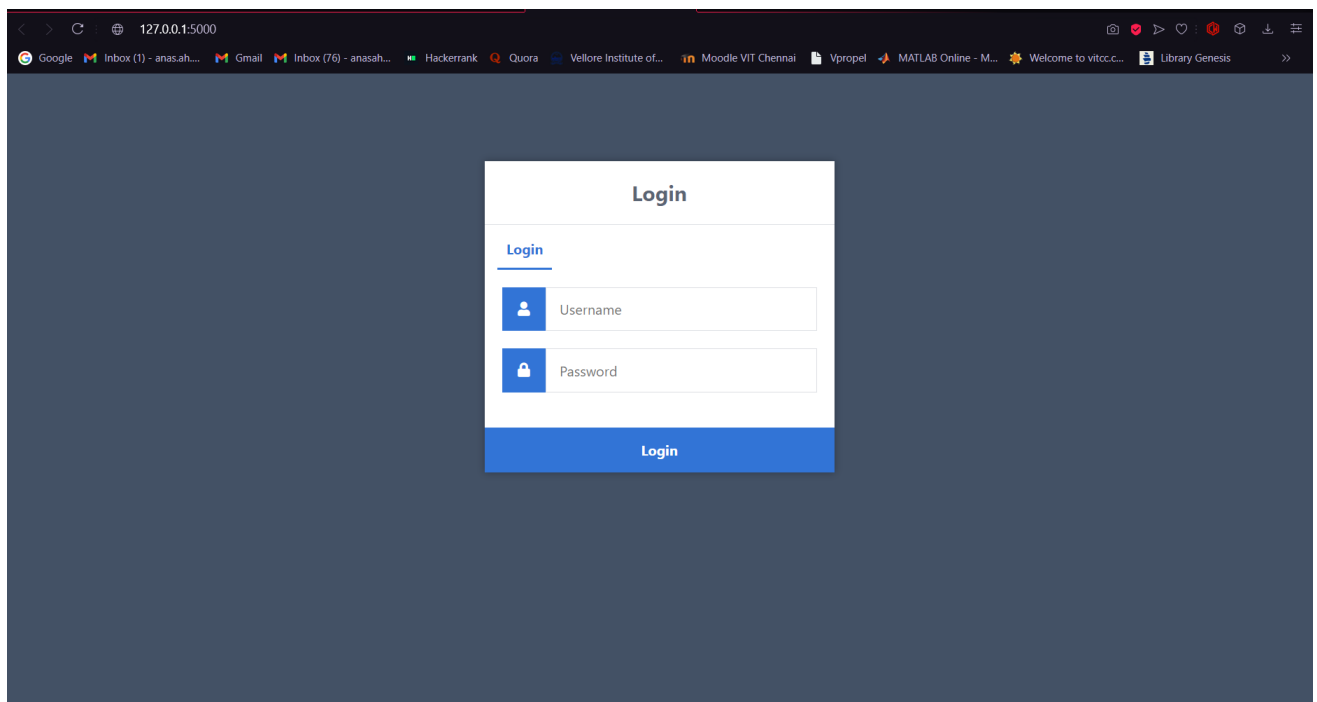 127.0.0.1:5000
Google Inbox (1) - anas.ah.... Gmail Inbox (76) - anasah... Hackerrank Quora Vellore Institute of... Moodle VIT Chennai Vpropel MATLAB Online - M... Welcome to vitcc.c... Library Genesis
Login
Login
Username
Password
Login